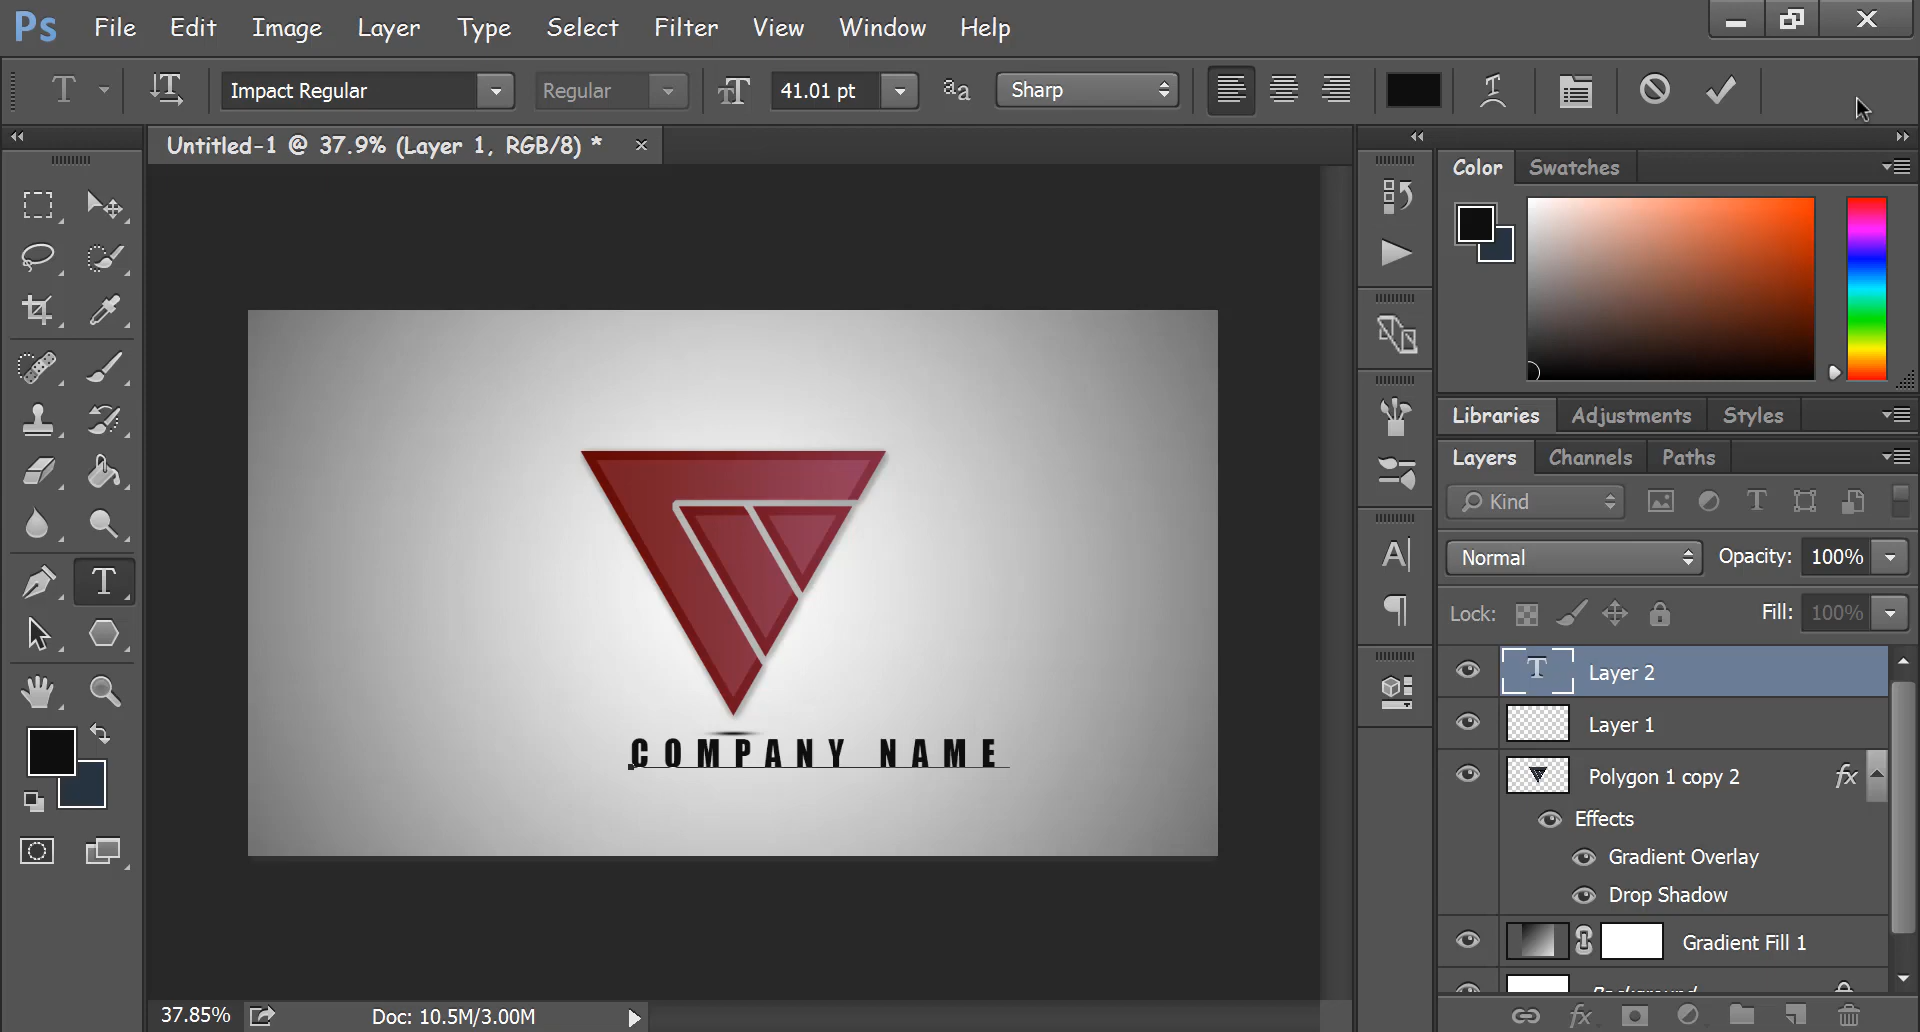 Ps File Edit Image Layer Type Select Filter View Window Help
T Impact Regular Regular 41.01 pt aa Sharp
Untitled-1 @ 37.9% (Layer 1, RGB/8) *
Color Swatches
Libraries Adjustments Styles
Layers Channels Paths
Kind
Normal Opacity: 100%
Lock: Fill: 100%
Layer 2
Layer 1
COMPANY NAME
Polygon 1 copy 2 fx
Effects
Gradient Overlay
Drop Shadow
Gradient Fill 1
Background
37.85% Doc: 10.5M/3.00M